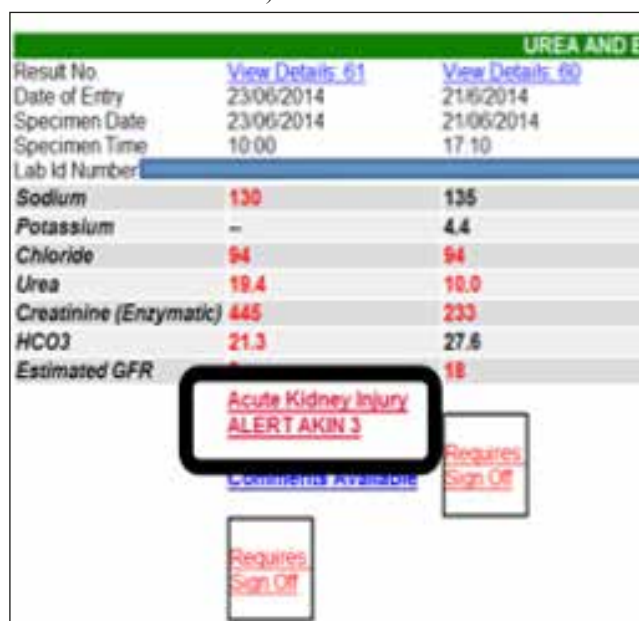 UREA AND E
Result No. View Details: 61 View Details: 60
Date of Entry 23/06/2014 21/6/2014
Specimen Date 23/06/2014 21/06/2014
Specimen Time 10:00 17:10
Lab Id Number
Sodium 130 135
Potassium -- 4.4
Chloride 94 94
Urea 19.4 10.0
Creatinine (Enzymatic) 445 233
HCO3 21.3 27.6
Estimated GFR 18
Acute Kidney Injury
ALERT AKIN 3
Comments Available
Requires
Sign Off
Requires
Sign Off